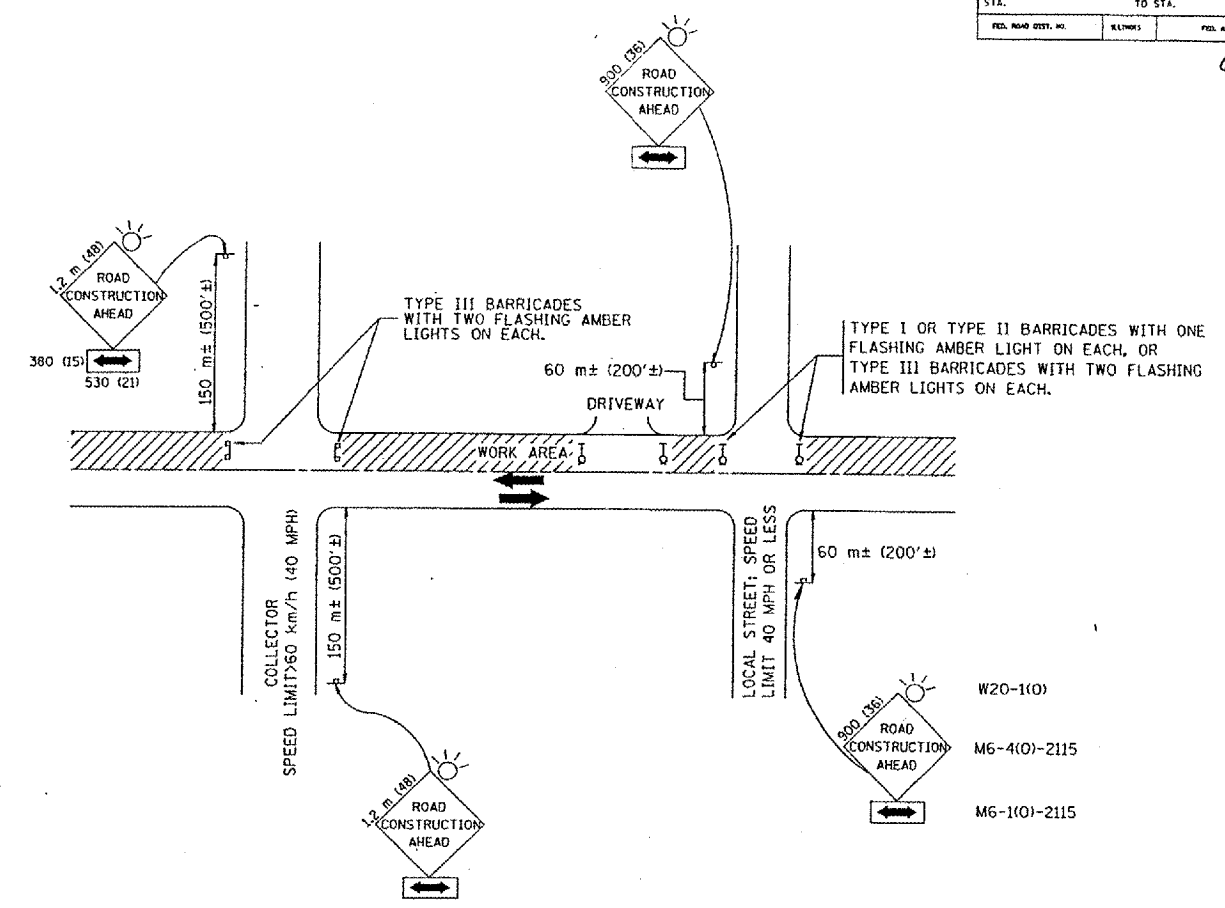 STA. TO STA.
FED. ROAD DIST. NO. ILLINOIS
900 (36)
ROAD
CONSTRUCTION
AHEAD
1.2 m (48)
ROAD
CONSTRUCTION
AHEAD
380 (15)
530 (21)
150 m± (500'±)
TYPE III BARRICADES
WITH TWO FLASHING AMBER
LIGHTS ON EACH.
60 m± (200'±)
DRIVEWAY
TYPE I OR TYPE II BARRICADES WITH ONE
FLASHING AMBER LIGHT ON EACH, OR
TYPE III BARRICADES WITH TWO FLASHING
AMBER LIGHTS ON EACH.
WORK AREA
COLLECTOR
SPEED LIMIT>60 km/h (40 MPH)
150 m± (500'±)
LOCAL STREET; SPEED
LIMIT 40 MPH OR LESS
60 m± (200'±)
1.2 m (48)
ROAD
CONSTRUCTION
AHEAD
900 (36)
ROAD
CONSTRUCTION
AHEAD
W20-1(O)
M6-4(O)-2115
M6-1(O)-2115